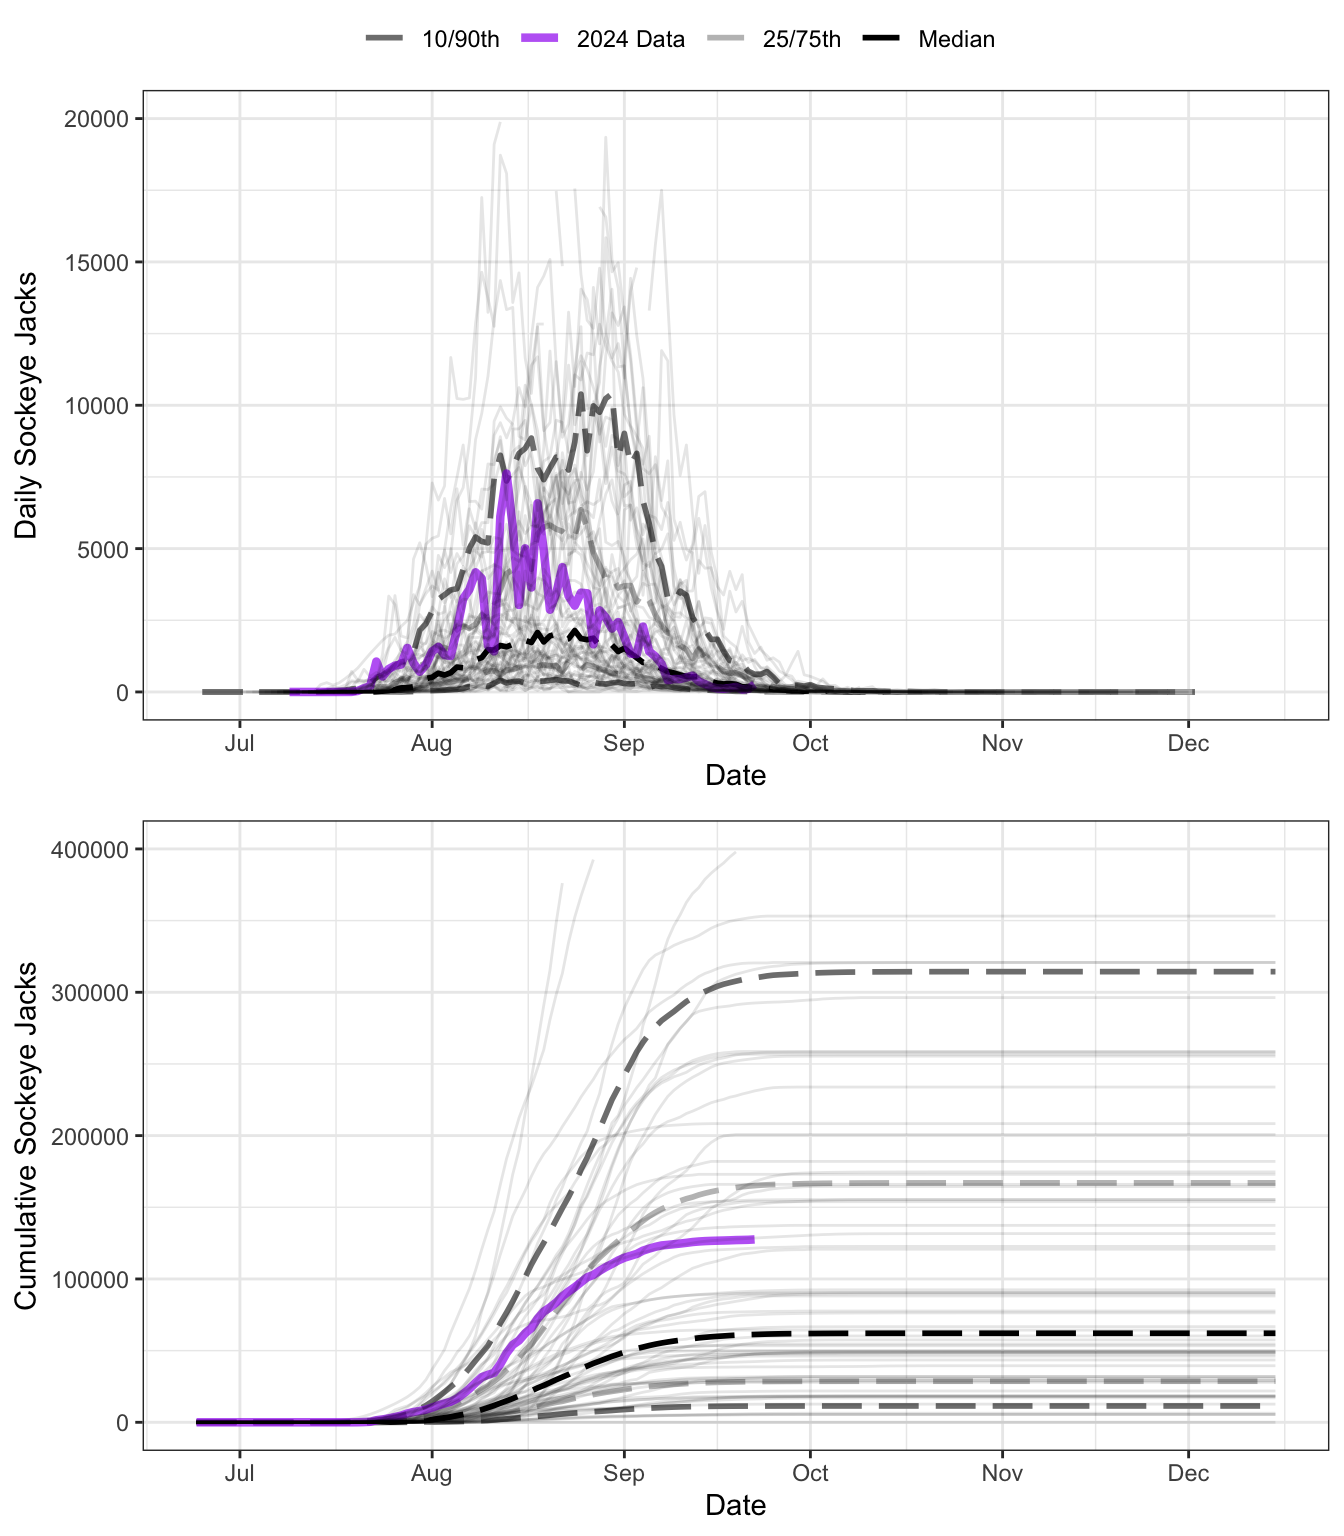 10/90th 2024 Data 25/75th Median
Daily Sockeye Jacks
20000
15000
10000
5000
0
Jul Aug Sep Oct Nov Dec
Date
Cumulative Sockeye Jacks
400000
300000
200000
100000
0
Jul Aug Sep Oct Nov Dec
Date